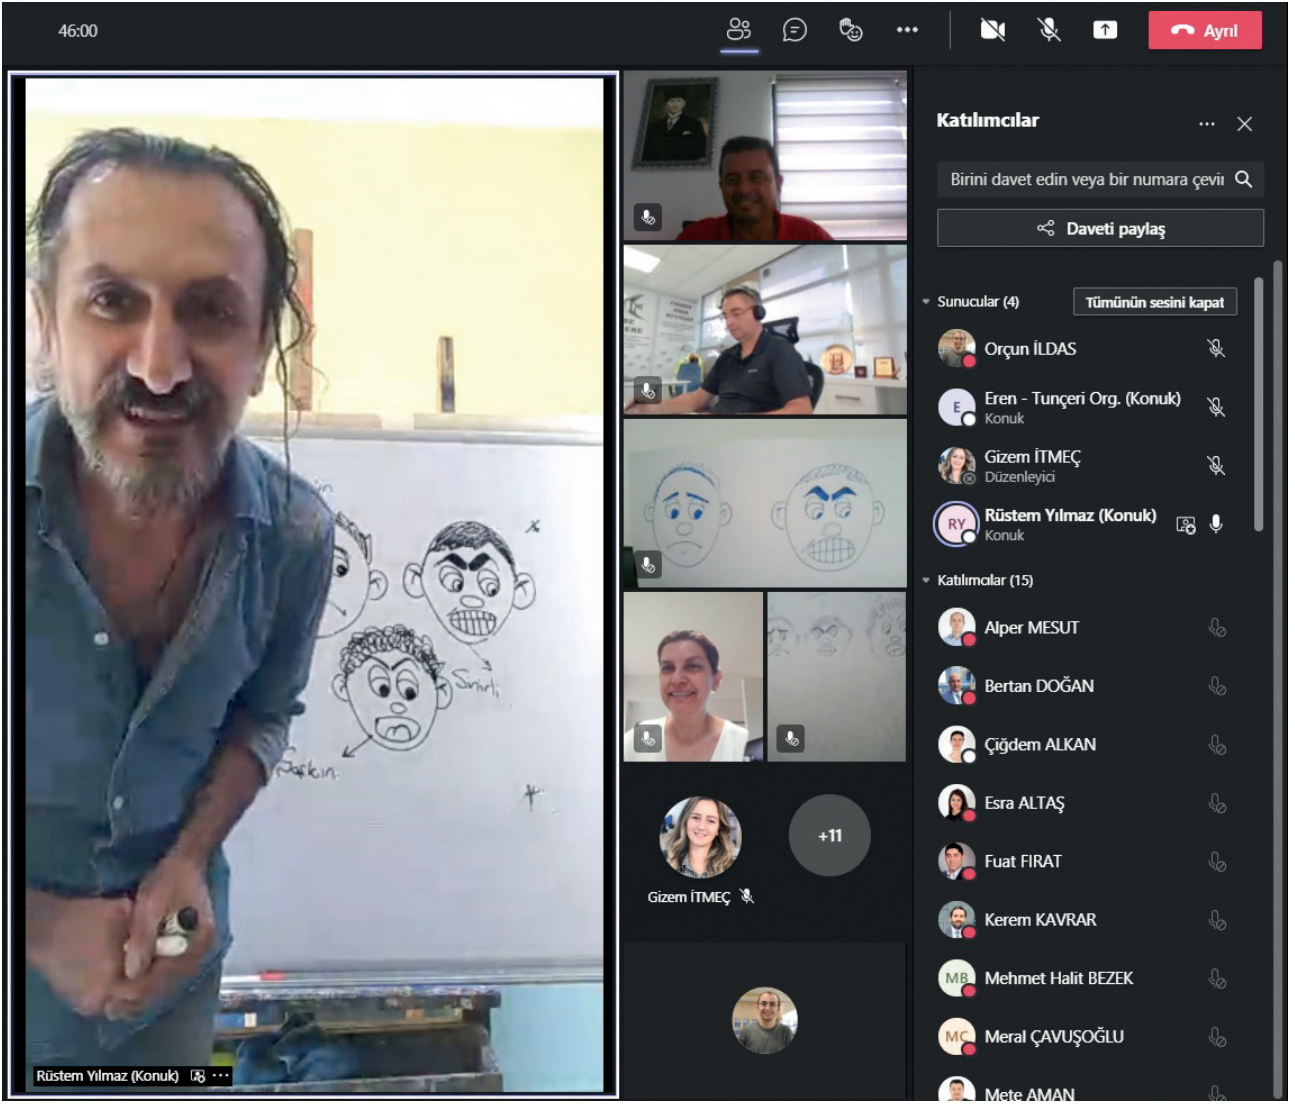 46:00
Ayrıl
Katılımcılar
Birini davet edin veya bir numara çevir
Daveti paylaş
Sunucular (4)
Tümünün sesini kapat
Orçun İLDAS
Eren - Tunçeri Org. (Konuk)
Konuk
Gizem İTMEÇ
Düzenleyici
RY
Rüstem Yılmaz (Konuk)
Konuk
E
Katılımcılar (15)
Alper MESUT
Bertan DOĞAN
Çiğdem ALKAN
Esra ALTAŞ
Fuat FIRAT
Kerem KAVRAR
MB
Mehmet Halit BEZEK
MC
Meral ÇAVUŞOĞLU
Mete AMAN
Sinirli
Şaşkın
+11
Gizem İTMEÇ
Rüstem Yılmaz (Konuk)